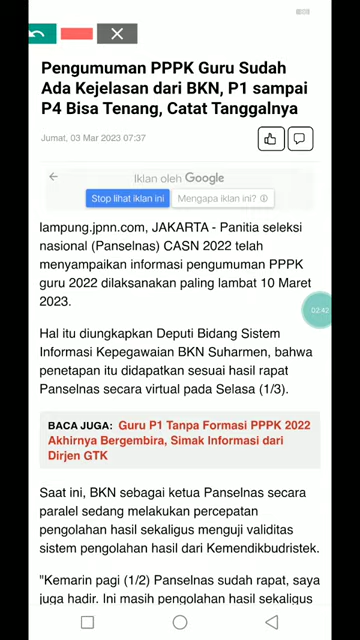 Pengumuman PPPK Guru Sudah
Ada Kejelasan dari BKN, P1 sampai
P4 Bisa Tenang, Catat Tanggalnya
Jumat, 03 Mar 2023 07:37
Iklan oleh Google
Stop lihat iklan ini
Mengapa iklan ini?
lampung.jpnn.com, JAKARTA - Panitia seleksi
nasional (Panselnas) CASN 2022 telah
menyampaikan informasi pengumuman PPPK
guru 2022 dilaksanakan paling lambat 10 Maret
2023.
02:42
Hal itu diungkapkan Deputi Bidang Sistem
Informasi Kepegawaian BKN Suharmen, bahwa
penetapan itu didapatkan sesuai hasil rapat
Panselnas secara virtual pada Selasa (1/3).
BACA JUGA: Guru P1 Tanpa Formasi PPPK 2022
Akhirnya Bergembira, Simak Informasi dari
Dirjen GTK
Saat ini, BKN sebagai ketua Panselnas secara
paralel sedang melakukan percepatan
pengolahan hasil sekaligus menguji validitas
sistem pengolahan hasil dari Kemendikbudristek.
"Kemarin pagi (1/2) Panselnas sudah rapat, saya
juga hadir. Ini masih pengolahan hasil sekaligus